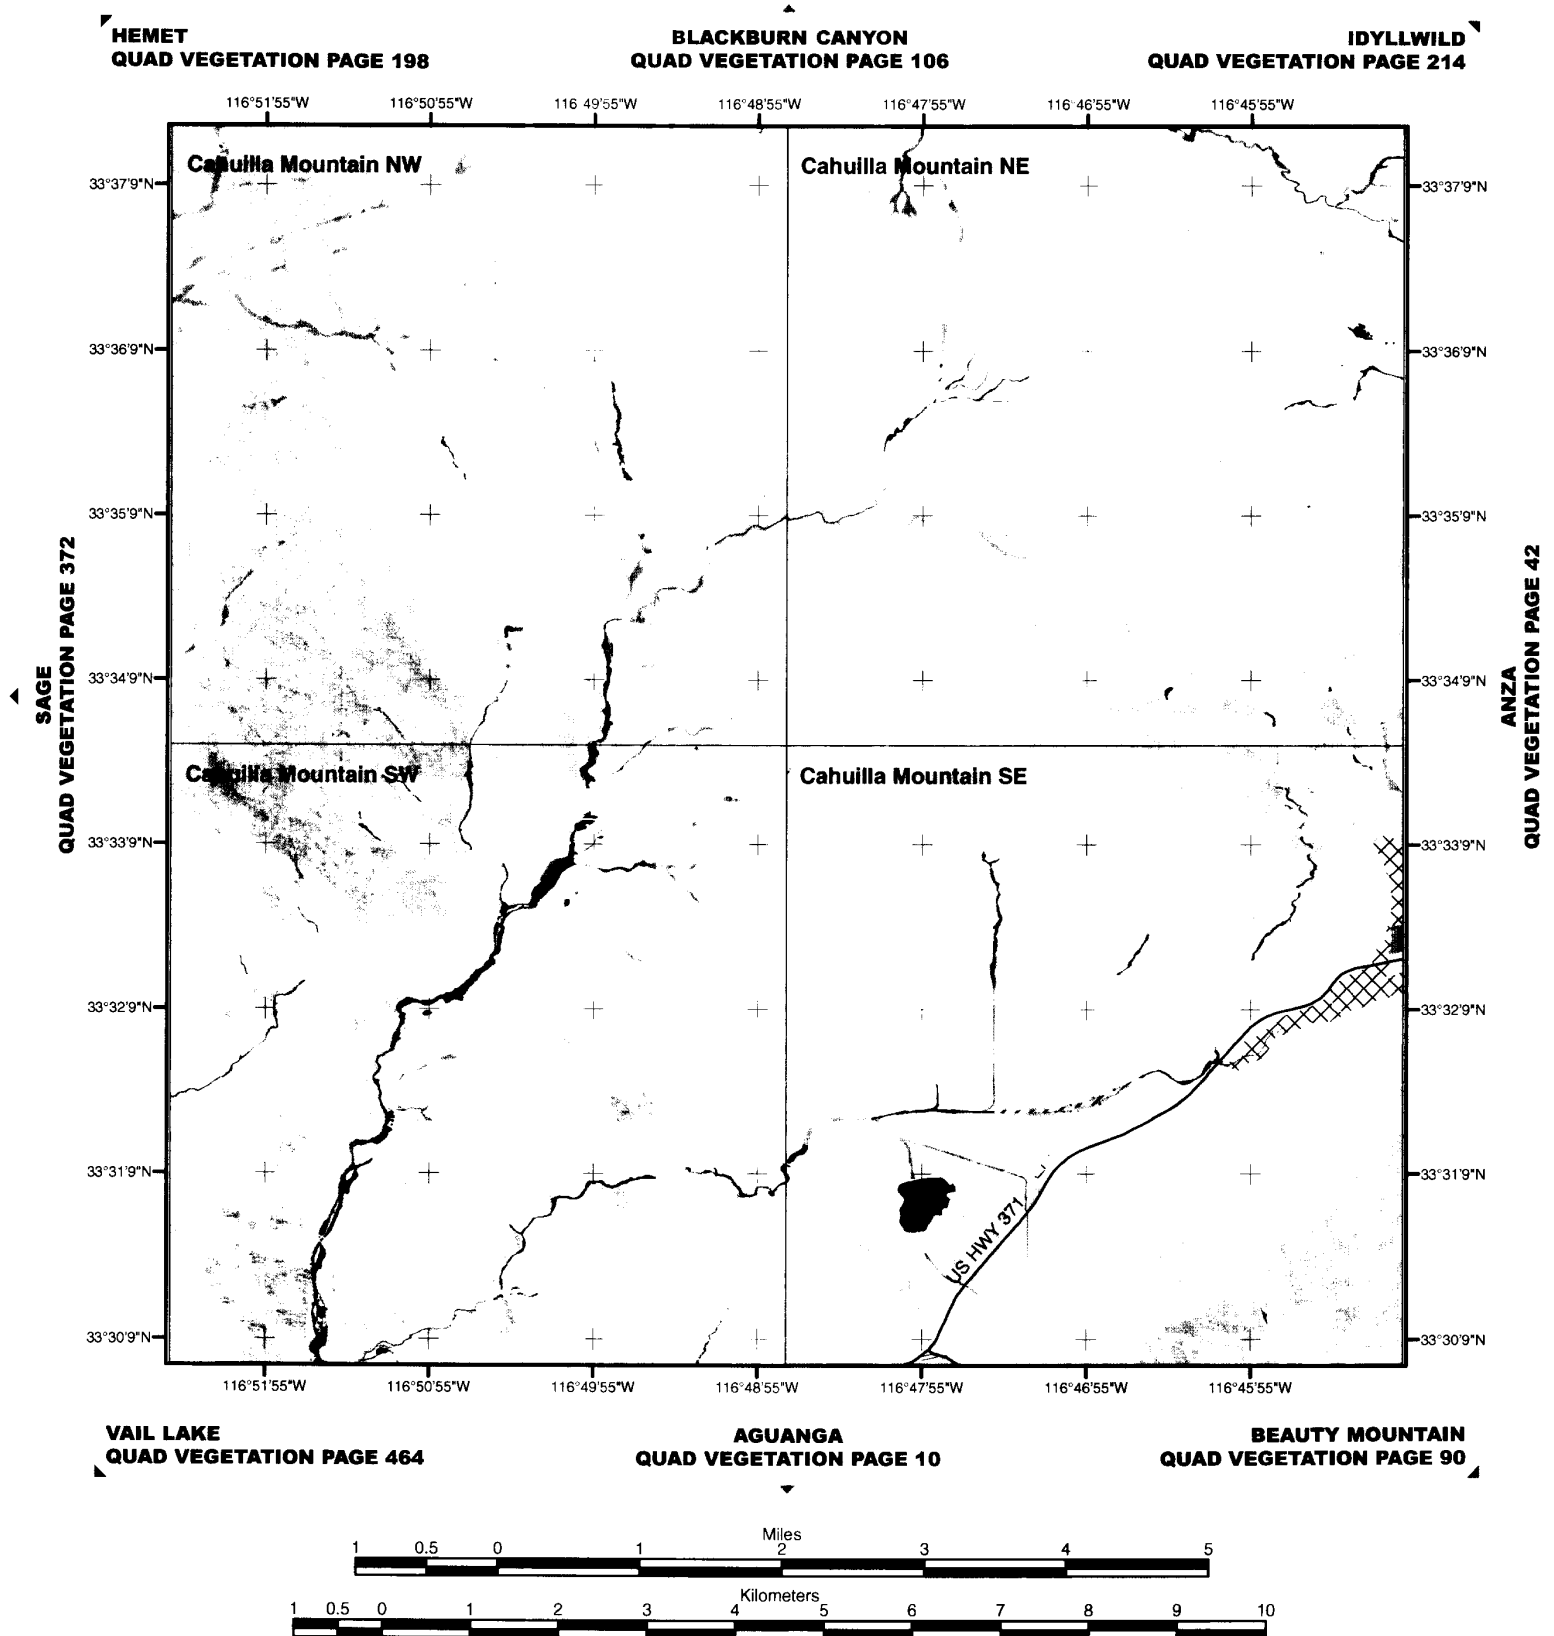 HEMET
QUAD VEGETATION PAGE 198
BLACKBURN CANYON
QUAD VEGETATION PAGE 106
IDYLLWILD
QUAD VEGETATION PAGE 214
116°51'55"W 116°50'55"W 116°49'55"W 116°48'55"W 116°47'55"W 116°46'55"W 116°45'55"W
Cahuilla Mountain NW
Cahuilla Mountain NE
33°37'9"N 33°37'9"N
33°36'9"N 33°36'9"N
33°35'9"N 33°35'9"N
SAGE
QUAD VEGETATION PAGE 372
ANZA
QUAD VEGETATION PAGE 42
33°34'9"N 33°34'9"N
Cahuilla Mountain SW
Cahuilla Mountain SE
33°33'9"N 33°33'9"N
33°32'9"N 33°32'9"N
33°31'9"N 33°31'9"N
US HWY 371
33°30'9"N 33°30'9"N
116°51'55"W 116°50'55"W 116°49'55"W 116°48'55"W 116°47'55"W 116°46'55"W 116°45'55"W
VAIL LAKE
QUAD VEGETATION PAGE 464
AGUANGA
QUAD VEGETATION PAGE 10
BEAUTY MOUNTAIN
QUAD VEGETATION PAGE 90
Miles
1 0.5 0 1 2 3 4 5
Kilometers
1 0.5 0 1 2 3 4 5 6 7 8 9 10